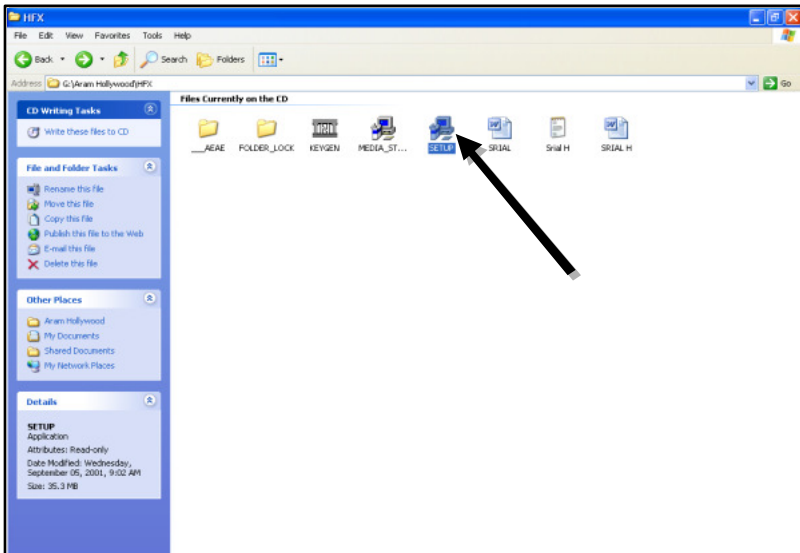 HFX
File Edit View Favorites Tools Help
Back Search Folders
Address G:\Aram Hollywood\HFX Go
Files Currently on the CD
___AEAE FOLDER_LOCK KEYGEN MEDIA_ST... SETUP SRIAL Srial H SRIAL H
CD Writing Tasks
Write these files to CD
File and Folder Tasks
Rename this file
Move this file
Copy this file
Publish this file to the Web
E-mail this file
Delete this file
Other Places
Aram Hollywood
My Documents
Shared Documents
My Network Places
Details
SETUP
Application
Attributes: Read-only
Date Modified: Wednesday,
September 05, 2001, 9:02 AM
Size: 35.3 MB